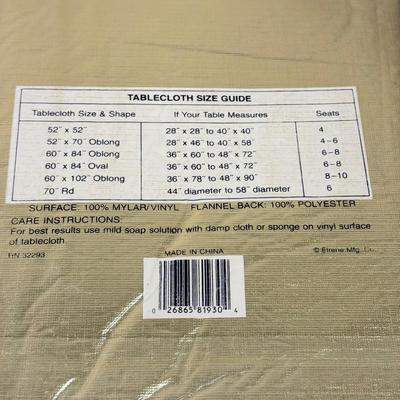 TABLECLOTH SIZE GUIDE
Tablecloth Size & Shape If Your Table Measures Seats
52" x 52" 28" x 28" to 40" x 40" 4
52" x 70" Oblong 28" x 46" to 40" x 58" 4-6
60" x 84" Oblong 36" x 60" to 48" x 72" 6-8
60" x 84" Oval 36" x 60" to 48" x 72" 6-8
60" x 102" Oblong 36" x 78" to 48" x 90" 8-10
70" Rd 44" diameter to 58" diameter 6
SURFACE: 100% MYLAR/VINYL FLANNEL BACK: 100% POLYESTER
CARE INSTRUCTIONS:
For best results use mild soap solution with damp cloth or sponge on vinyl surface
of tablecloth.
RN 32293 MADE IN CHINA © Etrene Mfg. Co.
0 26865 81930 4